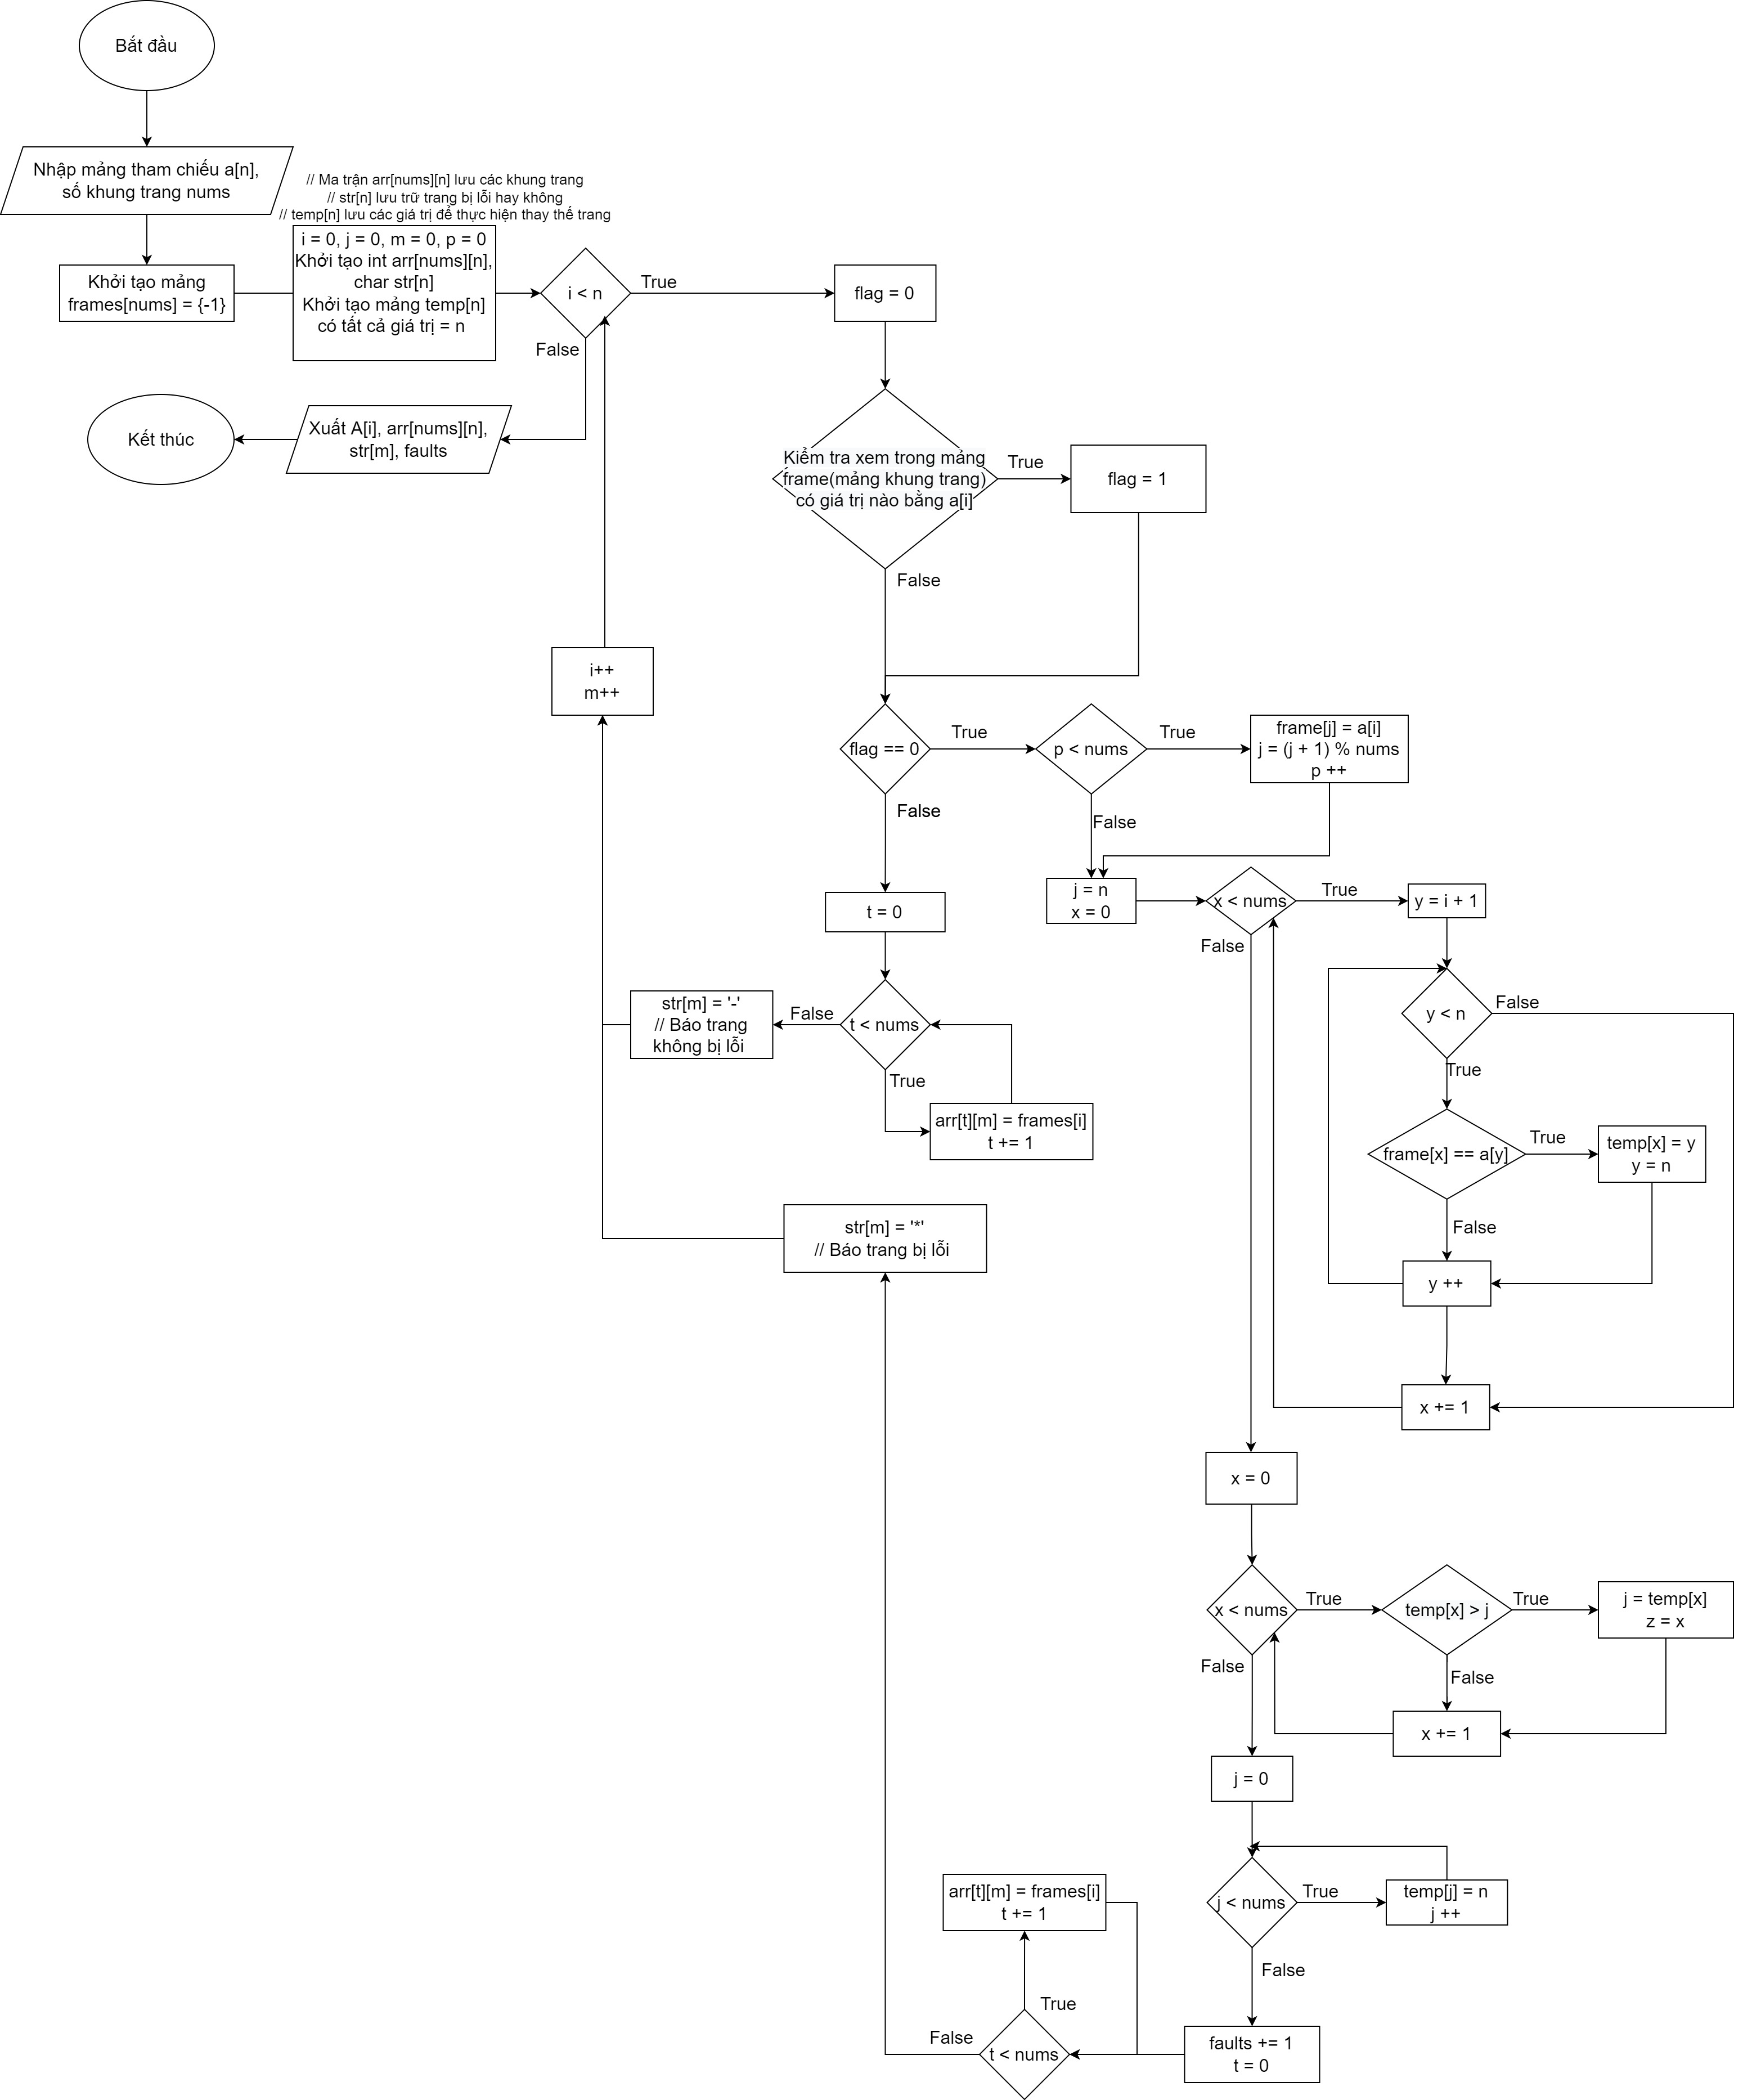 Bắt đầu
Nhập mảng tham chiếu a[n],
số khung trang nums
// Ma trận arr[nums][n] lưu các khung trang
// str[n] lưu trữ trang bị lỗi hay không
// temp[n] lưu các giá trị để thực hiện thay thế trang
Khởi tạo mảng
frames[nums] = {-1}
i = 0, j = 0, m = 0, p = 0
Khởi tạo int arr[nums][n],
char str[n]
Khởi tạo mảng temp[n]
có tất cả giá trị = n
i < n
True
False
flag = 0
Kết thúc
Xuất A[i], arr[nums][n],
str[m], faults
Kiểm tra xem trong mảng
frame(mảng khung trang)
có giá trị nào bằng a[i]
True
flag = 1
False
i++
m++
flag == 0
True
p < nums
True
frame[j] = a[i]
j = (j + 1) % nums
p ++
False
False
t = 0
j = n
x = 0
x < nums
True
y = i + 1
False
str[m] = '-'
// Báo trang
không bị lỗi
False
t < nums
True
arr[t][m] = frames[i]
t += 1
y < n
False
True
frame[x] == a[y]
True
temp[x] = y
y = n
False
y ++
x += 1
str[m] = '*'
// Báo trang bị lỗi
x = 0
x < nums
True
temp[x] > j
True
j = temp[x]
z = x
False
False
x += 1
j = 0
j < nums
True
temp[j] = n
j ++
False
arr[t][m] = frames[i]
t += 1
True
False
t < nums
faults += 1
t = 0